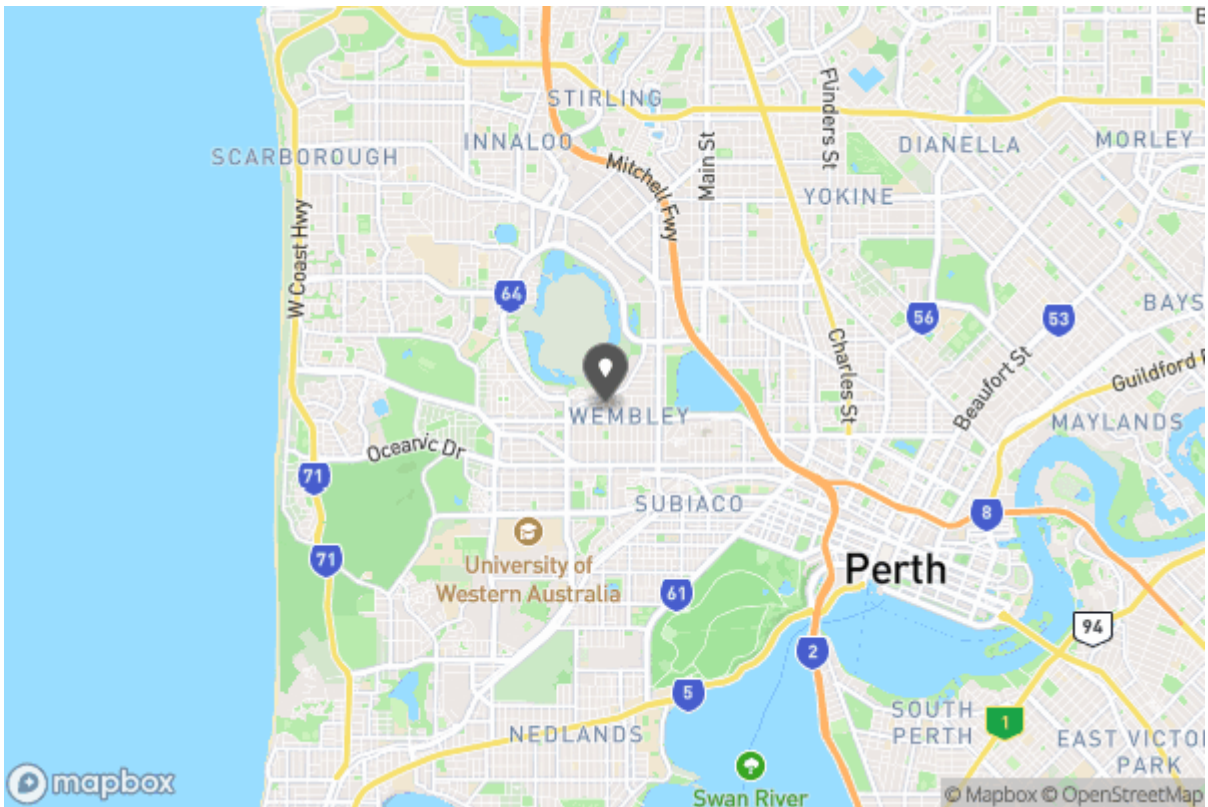 STIRLING
INNALOO
SCARBOROUGH
Mitchell Fwy
Main St
Flinders St
DIANELLA
MORLEY
YOKINE
W Coast Hwy
64
56
53
BAYS
Charles St
Beaufort St
Guildford
WEMBLEY
MAYLANDS
Oceanic Dr
71
SUBIACO
8
71
University of
Western Australia
Perth
61
94
2
5
NEDLANDS
SOUTH
PERTH
1
EAST VICTO
PARK
Swan River
mapbox
© Mapbox © OpenStreetMap